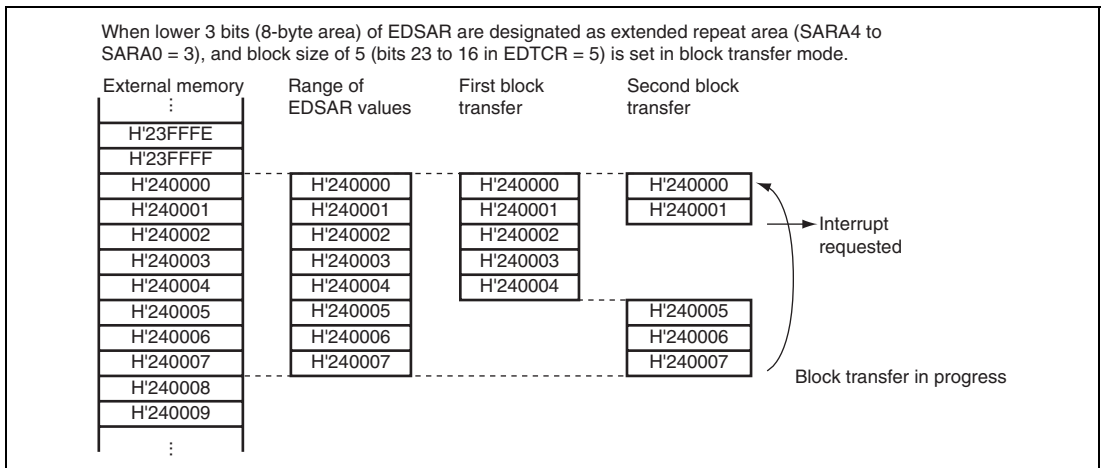 When lower 3 bits (8-byte area) of EDSAR are designated as extended repeat area (SARA4 to
SARA0 = 3), and block size of 5 (bits 23 to 16 in EDTCR = 5) is set in block transfer mode.
External memory
⋮
H'23FFFE
H'23FFFF
H'240000
H'240001
H'240002
H'240003
H'240004
H'240005
H'240006
H'240007
H'240008
H'240009
⋮
Range of
EDSAR values
H'240000
H'240001
H'240002
H'240003
H'240004
H'240005
H'240006
H'240007
First block
transfer
H'240000
H'240001
H'240002
H'240003
H'240004
Second block
transfer
H'240000
H'240001
H'240005
H'240006
H'240007
Interrupt
requested
Block transfer in progress